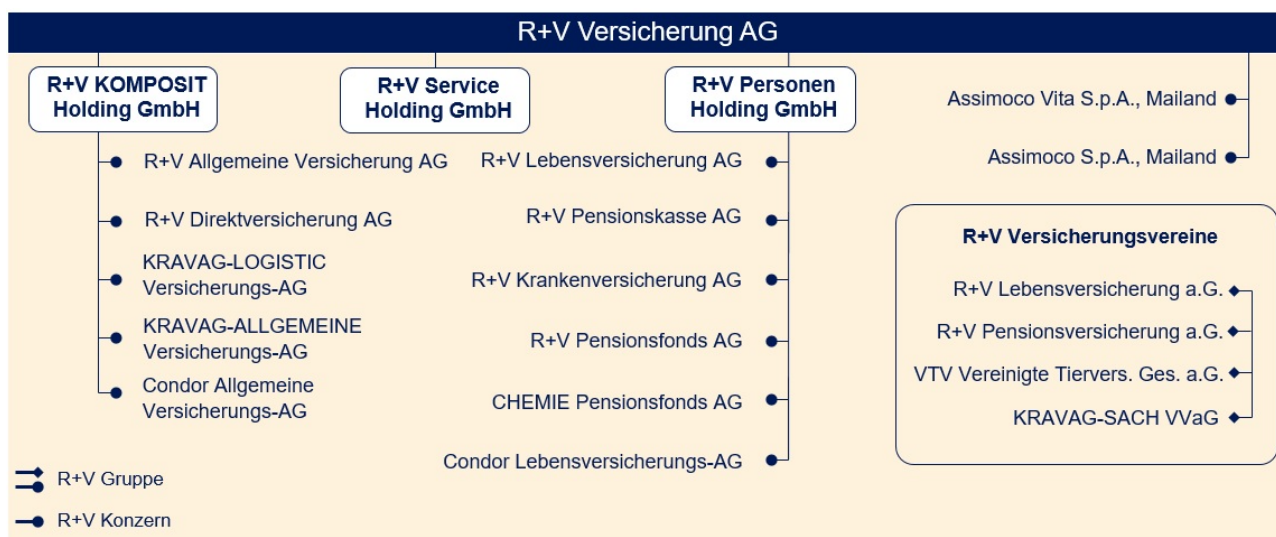 R+V Versicherung AG
R+V KOMPOSIT
Holding GmbH
R+V Allgemeine Versicherung AG
R+V Direktversicherung AG
KRAVAG-LOGISTIC
Versicherungs-AG
KRAVAG-ALLGEMEINE
Versicherungs-AG
Condor Allgemeine
Versicherungs-AG
R+V Service
Holding GmbH
R+V Personen
Holding GmbH
R+V Lebensversicherung AG
R+V Pensionskasse AG
R+V Krankenversicherung AG
R+V Pensionsfonds AG
CHEMIE Pensionsfonds AG
Condor Lebensversicherungs-AG
Assimoco Vita S.p.A., Mailand
Assimoco S.p.A., Mailand
R+V Versicherungsvereine
R+V Lebensversicherung a.G.
R+V Pensionsversicherung a.G.
VTV Vereinigte Tiervers. Ges. a.G.
KRAVAG-SACH VVaG
R+V Gruppe
R+V Konzern